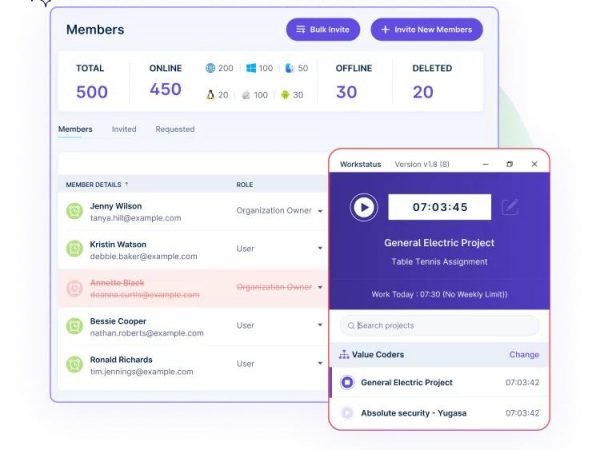 Members
Bulk Invite
Invite New Members
TOTAL ONLINE 200 100 50 OFFLINE DELETED
500 450 20 100 30 30 20
Members Invited Requested
MEMBER DETAILS ↑ ROLE
Jenny Wilson
tanya.hill@example.com
Organization Owner
Kristin Watson
debbie.baker@example.com
User
Annette Black
deanna.curtis@example.com
Organization Owner
Bessie Cooper
nathan.roberts@example.com
User
Ronald Richards
tim.jennings@example.com
User
Workstatus Version v1.8 (8)
07:03:45
General Electric Project
Table Tennis Assignment
Work Today : 07:30 (No Weekly Limit))
Search projects
Value Coders Change
General Electric Project 07:03:42
Absolute security - Yugasa 07:03:42